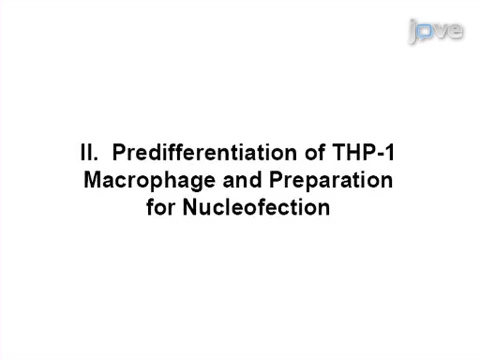 jove
II. Predifferentiation of THP-1
Macrophage and Preparation
for Nucleofection